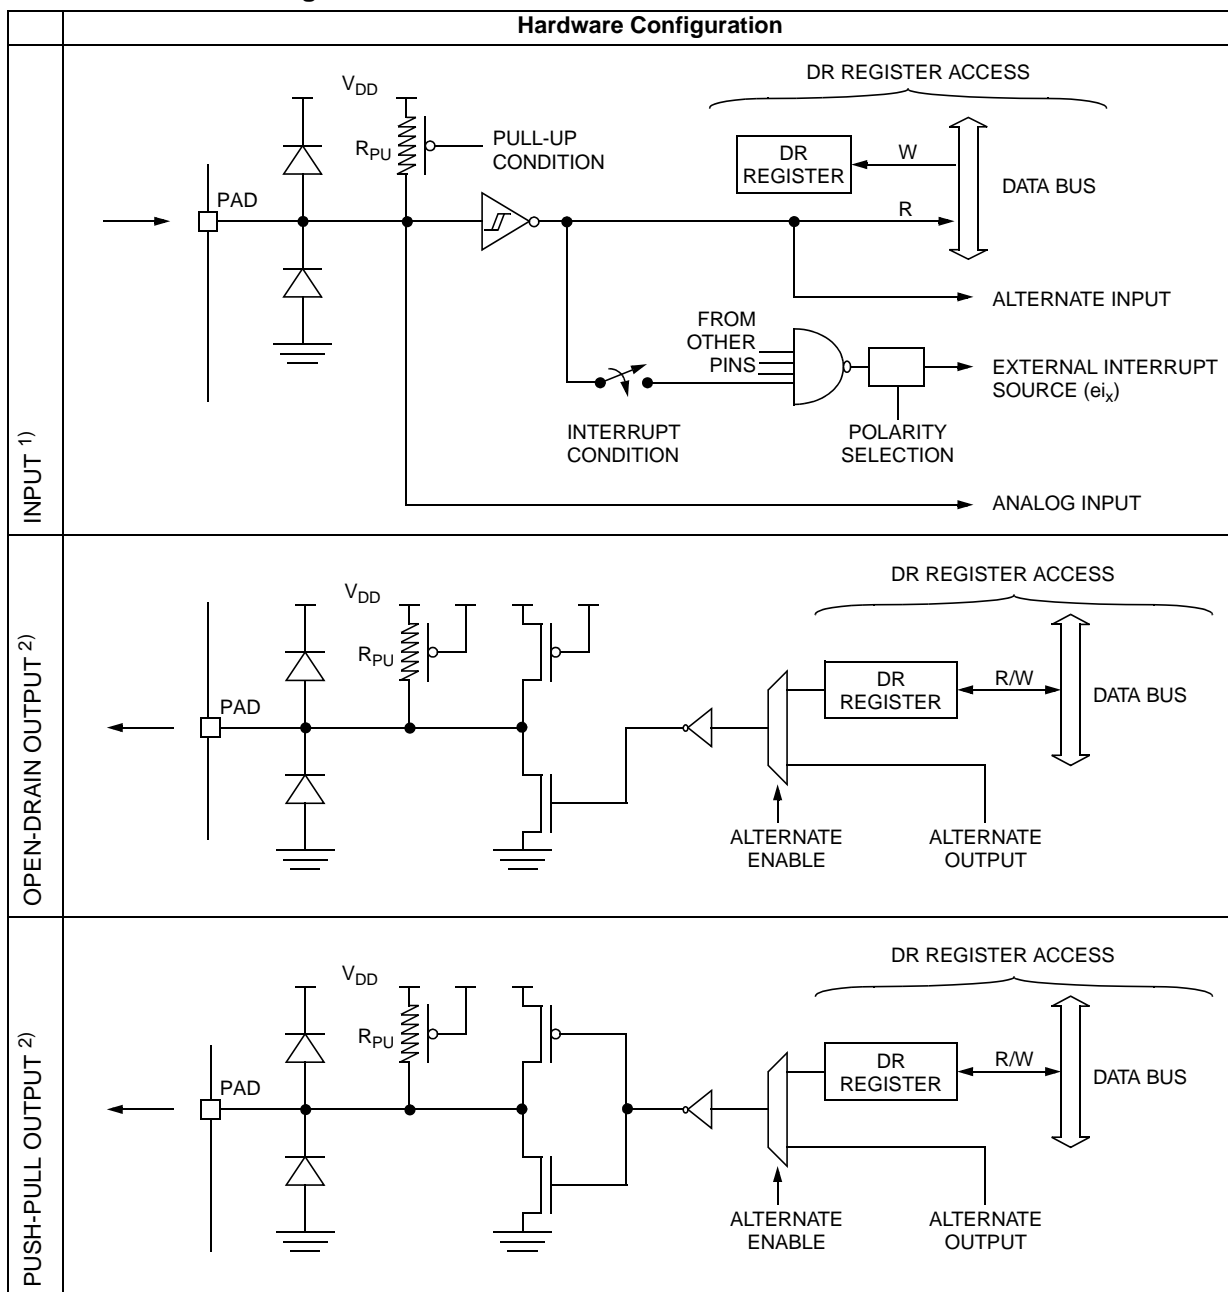 Hardware Configuration
INPUT 1)
DR REGISTER ACCESS
VDD
RPU
PULL-UP
CONDITION
DR
REGISTER
W
DATA BUS
PAD
R
ALTERNATE INPUT
FROM
OTHER
PINS
EXTERNAL INTERRUPT
SOURCE (eix)
INTERRUPT
CONDITION
POLARITY
SELECTION
ANALOG INPUT
OPEN-DRAIN OUTPUT 2)
DR REGISTER ACCESS
VDD
RPU
DR
REGISTER
R/W
DATA BUS
PAD
ALTERNATE
ENABLE
ALTERNATE
OUTPUT
PUSH-PULL OUTPUT 2)
DR REGISTER ACCESS
VDD
RPU
DR
REGISTER
R/W
DATA BUS
PAD
ALTERNATE
ENABLE
ALTERNATE
OUTPUT